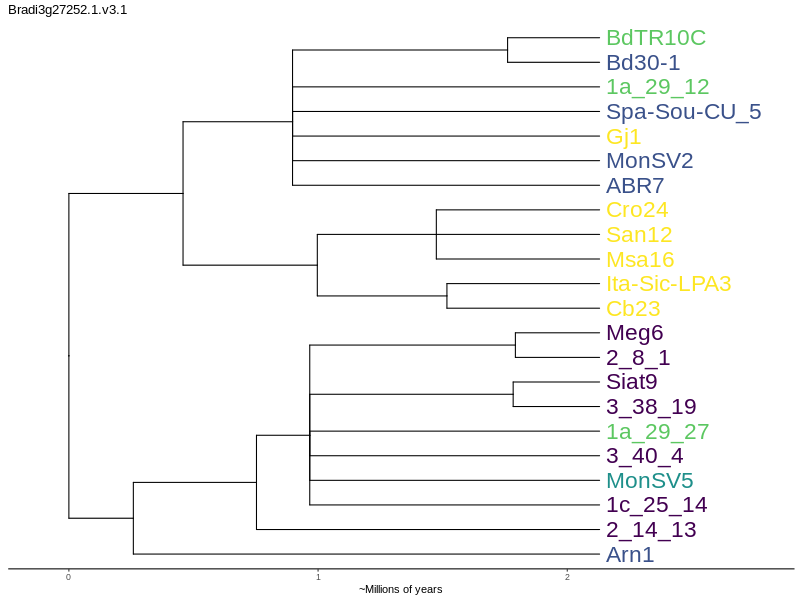 Bradi3g27252.1.v3.1
BdTR10C
Bd30-1
1a_29_12
Spa-Sou-CU_5
Gj1
MonSV2
ABR7
Cro24
San12
Msa16
Ita-Sic-LPA3
Cb23
Meg6
2_8_1
Siat9
3_38_19
1a_29_27
3_40_4
MonSV5
1c_25_14
2_14_13
Arn1
0 1 2
~Millions of years